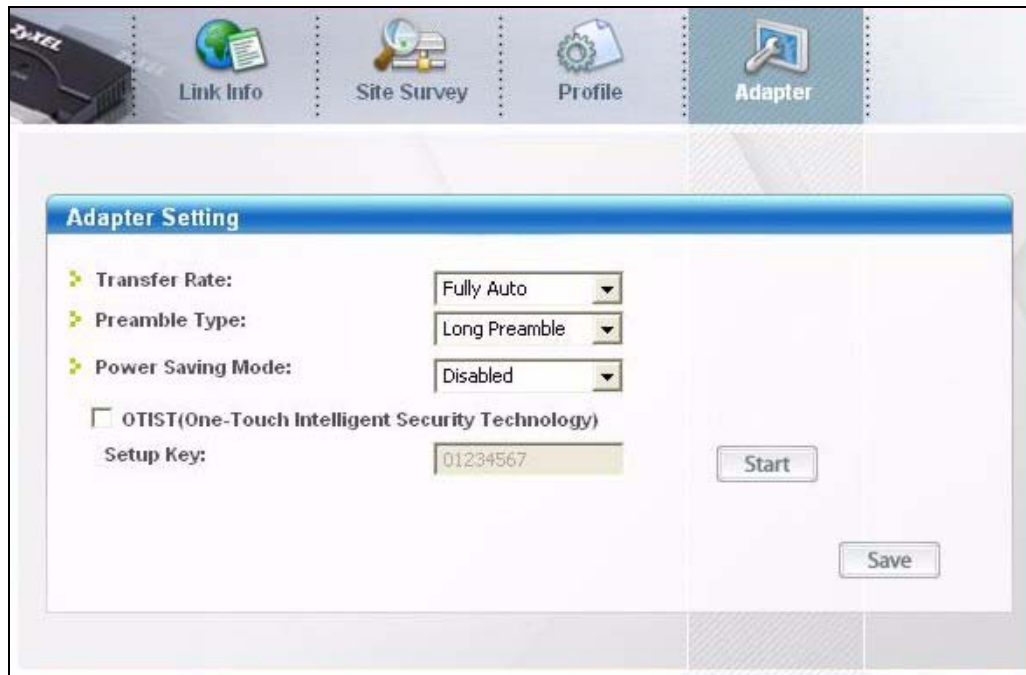 ZyXEL
Link Info
Site Survey
Profile
Adapter
Adapter Setting
Transfer Rate:
Fully Auto
Preamble Type:
Long Preamble
Power Saving Mode:
Disabled
OTIST(One-Touch Intelligent Security Technology)
Setup Key:
01234567
Start
Save